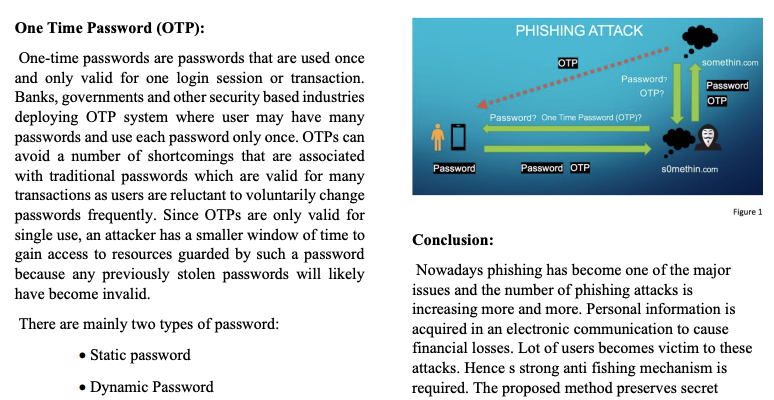 One Time Password (OTP):
One-time passwords are passwords that are used once
and only valid for one login session or transaction.
Banks, governments and other security based industries
deploying OTP system where user may have many
passwords and use each password only once. OTPs can
avoid a number of shortcomings that are associated
with traditional passwords which are valid for many
transactions as users are reluctant to voluntarily change
passwords frequently. Since OTPs are only valid for
single use, an attacker has a smaller window of time to
gain access to resources guarded by such a password
because any previously stolen passwords will likely
have become invalid.
There are mainly two types of password:
• Static password
• Dynamic Password
PHISHING ATTACK
OTP
somethin.com
Password?
OTP?
Password
OTP
Password? One Time Password (OTP)?
Password
Password OTP
s0methin.com
Figure 1
Conclusion:
Nowadays phishing has become one of the major
issues and the number of phishing attacks is
increasing more and more. Personal information is
acquired in an electronic communication to cause
financial losses. Lot of users becomes victim to these
attacks. Hence s strong anti fishing mechanism is
required. The proposed method preserves secret